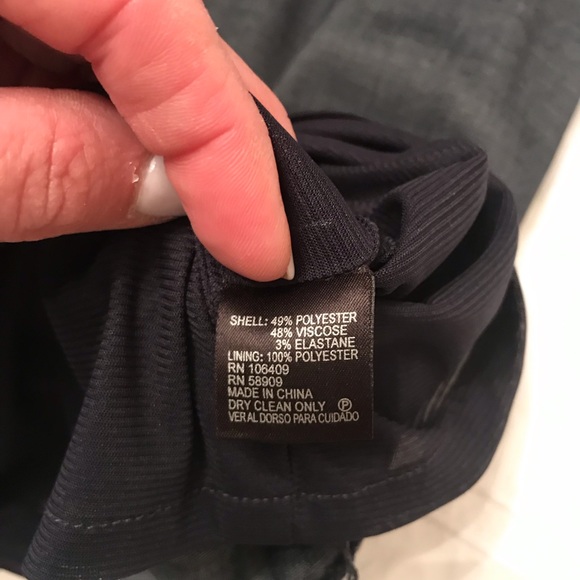 SHELL: 49% POLYESTER
48% VISCOSE
3% ELASTANE
LINING: 100% POLYESTER
RN 106409
RN 58909
MADE IN CHINA
DRY CLEAN ONLY Ⓟ
VER AL DORSO PARA CUIDADO